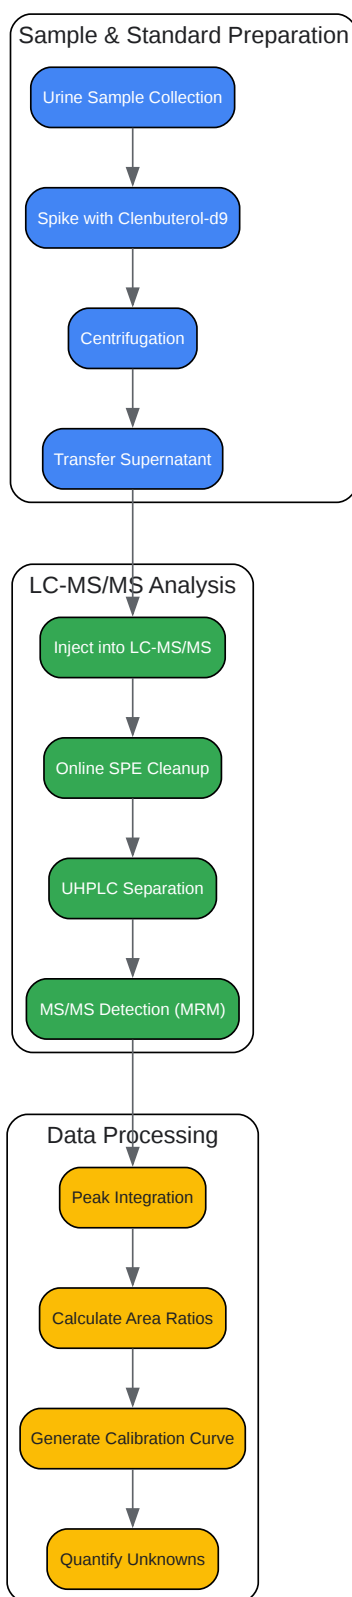 Sample & Standard Preparation
Urine Sample Collection
Spike with Clenbuterol-d9
Centrifugation
Transfer Supernatant
LC-MS/MS Analysis
Inject into LC-MS/MS
Online SPE Cleanup
UHPLC Separation
MS/MS Detection (MRM)
Data Processing
Peak Integration
Calculate Area Ratios
Generate Calibration Curve
Quantify Unknowns